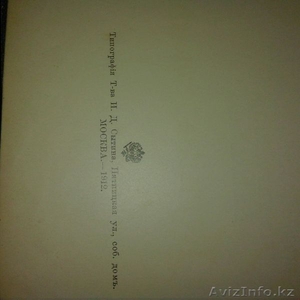 Типографія Т-ва И. Д. Сытина, Пятницкая ул., соб. домъ.
МОСКВА.—1912.
AvizInfo.kz